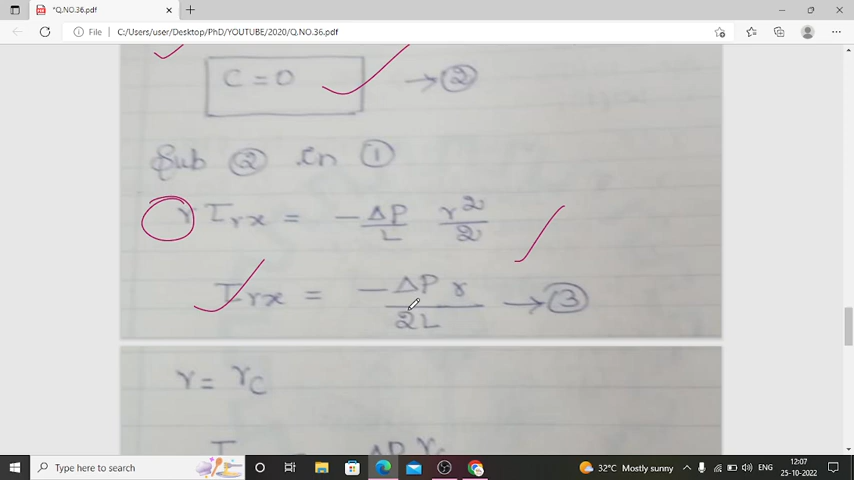 *Q.NO.36.pdf
File | C:/Users/user/Desktop/PhD/YOUTUBE/2020/Q.NO.36.pdf
C = 0 → ②
Sub ② in ①
r τrx = −ΔP/L r²/2
τrx = −ΔP r / 2L → ③
r = rc
ΔP rc
Type here to search
32°C Mostly sunny
ENG
12:07
25-10-2022